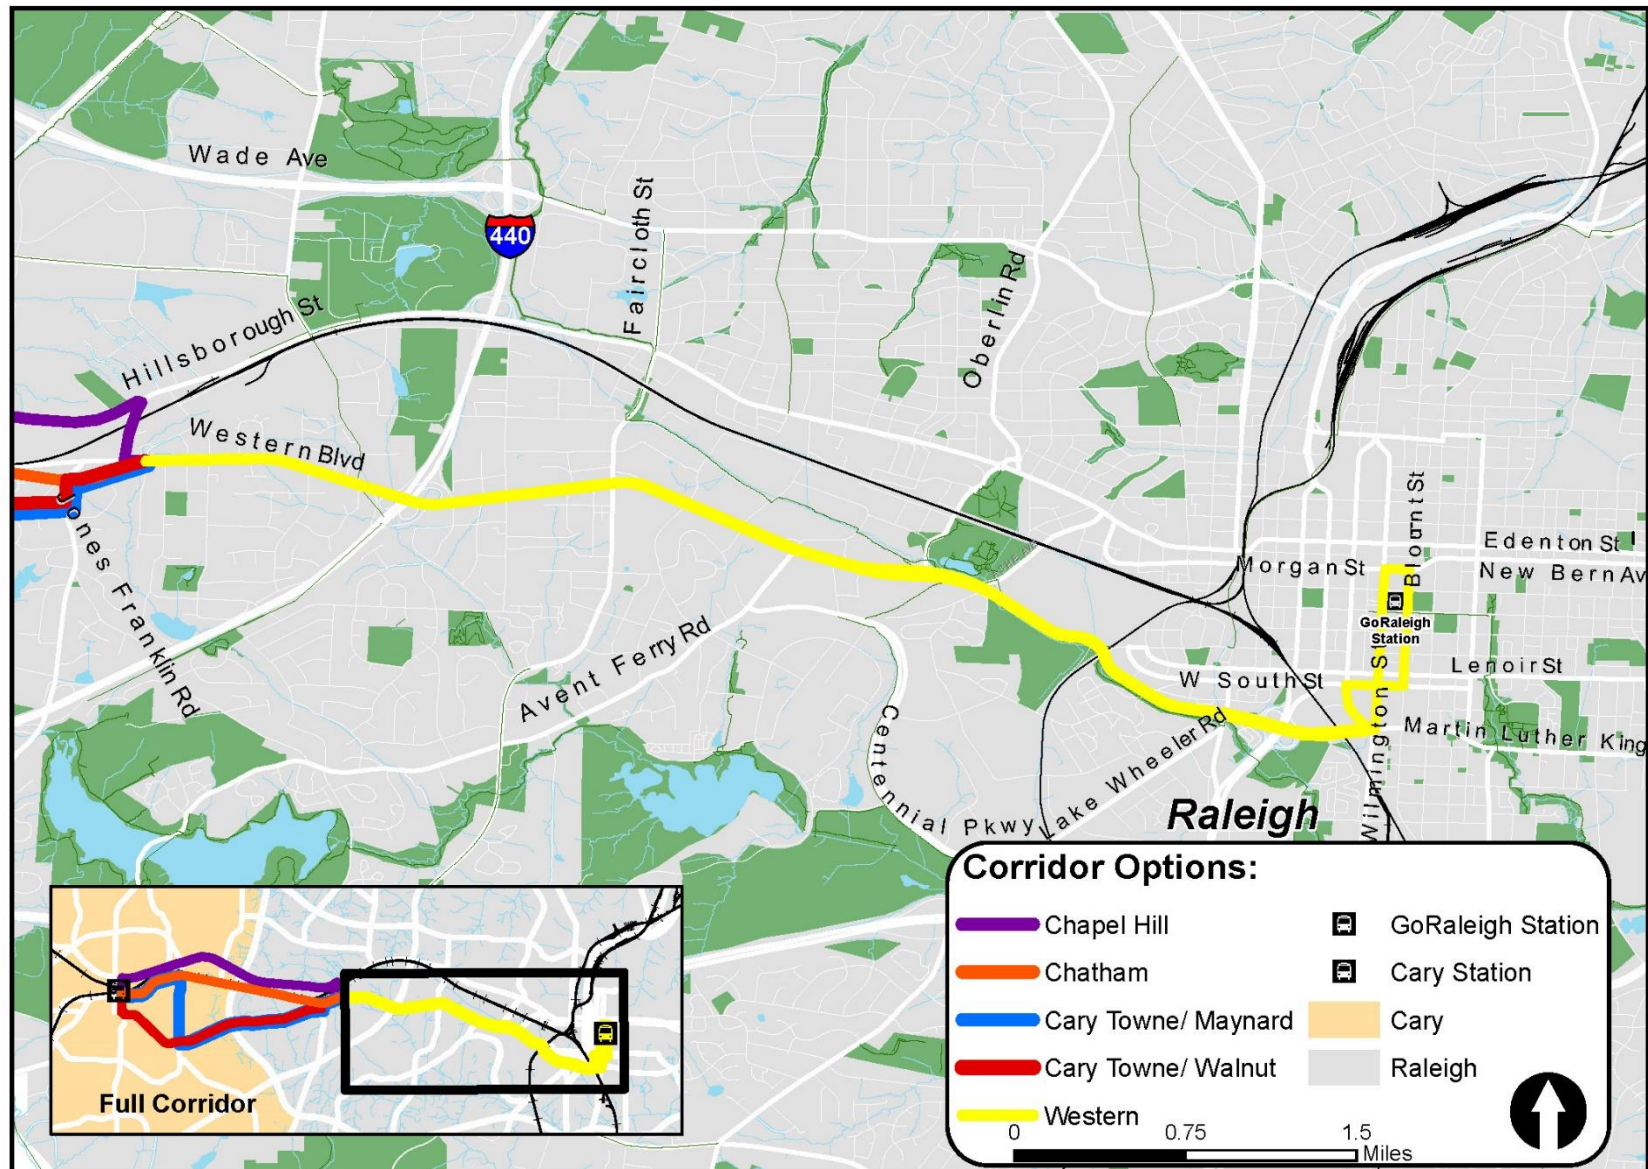 Wade Ave
440
Faircloth St
Oberlin Rd
Hillsborough St
Western Blvd
Blournt St
Edenton St
Morgan St
New Bern Av
GoRaleigh
Station
Jones Franklin Rd
Avent Ferry Rd
Lenoir St
W South St
Centennial Pkwy
Lake Wheeler Rd
Wilmington St
Martin Luther King
Raleigh
Full Corridor
Corridor Options:
Chapel Hill
Chatham
Cary Towne/ Maynard
Cary Towne/ Walnut
Western
GoRaleigh Station
Cary Station
Cary
Raleigh
0 0.75 1.5
Miles